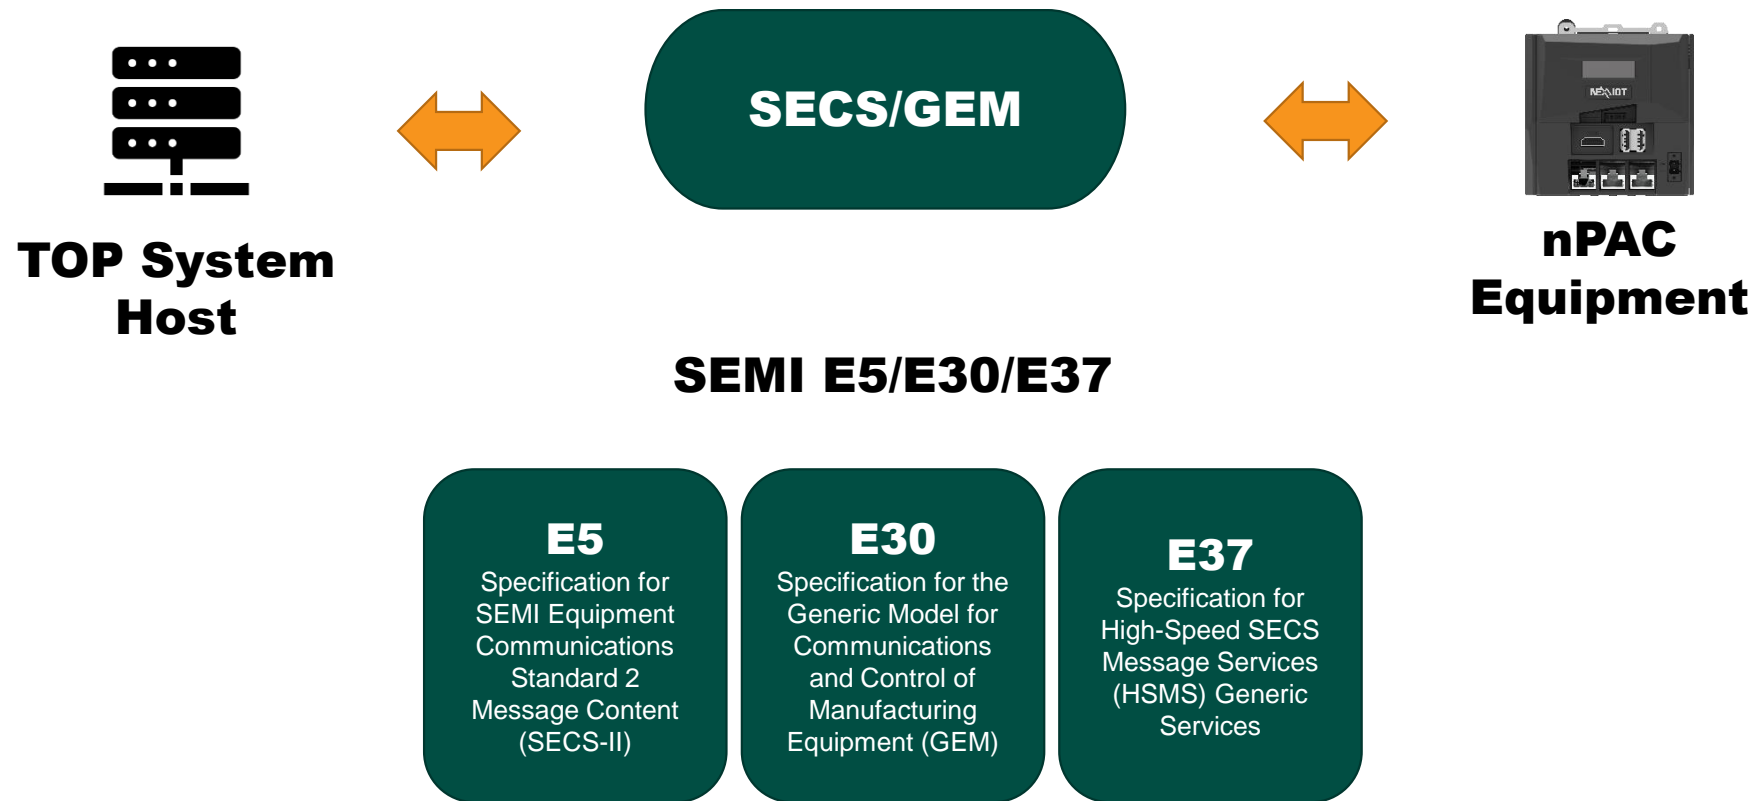 SECS/GEM
NEXAIOT
TOP System
Host
nPAC
Equipment
SEMI E5/E30/E37
E5
Specification for
SEMI Equipment
Communications
Standard 2
Message Content
(SECS-II)
E30
Specification for the
Generic Model for
Communications
and Control of
Manufacturing
Equipment (GEM)
E37
Specification for
High-Speed SECS
Message Services
(HSMS) Generic
Services